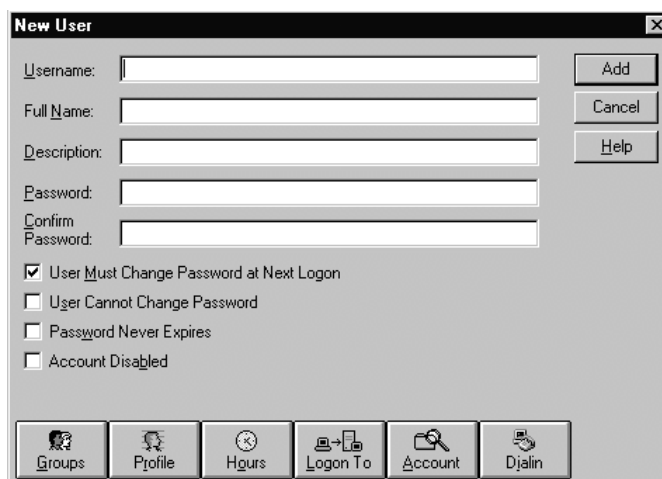 New User
Username:
Add
Full Name:
Cancel
Description:
Help
Password:
Confirm
Password:
User Must Change Password at Next Logon
User Cannot Change Password
Password Never Expires
Account Disabled
Groups
Profile
Hours
Logon To
Account
Dialin